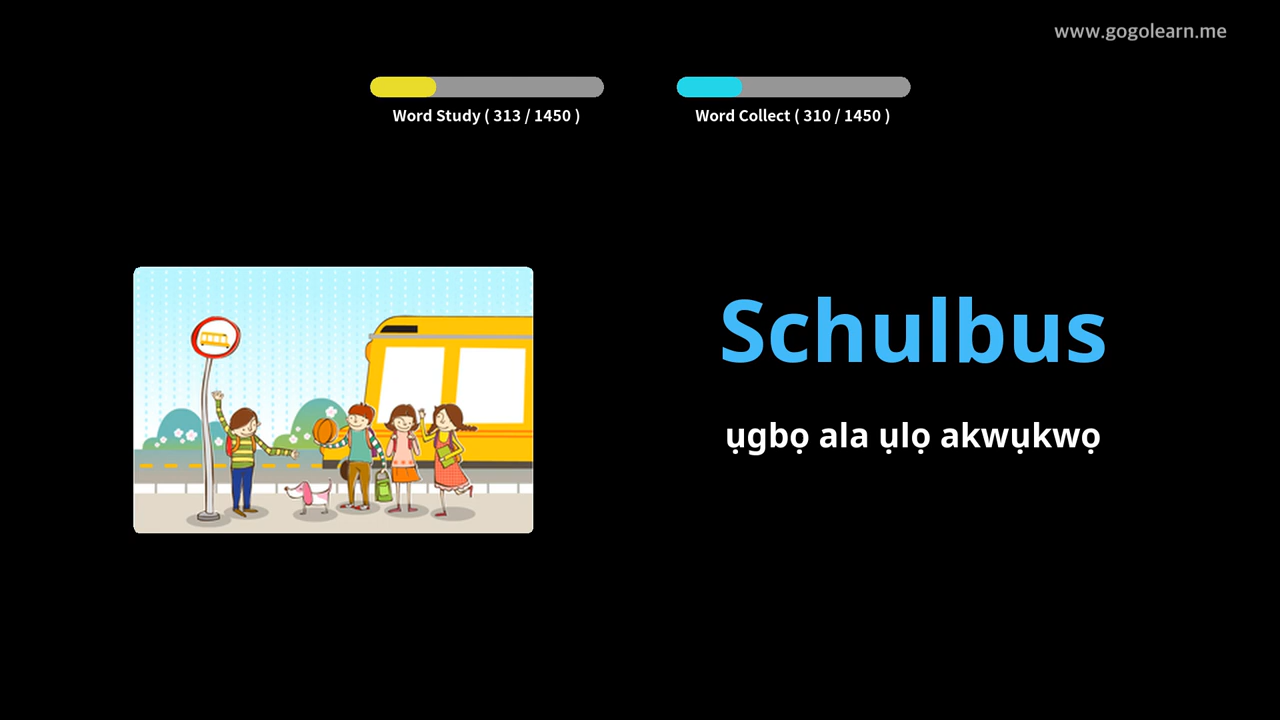 www.gogolearn.me
Word Study ( 313 / 1450 )
Word Collect ( 310 / 1450 )
Schulbus
ụgbọ ala ụlọ akwụkwọ